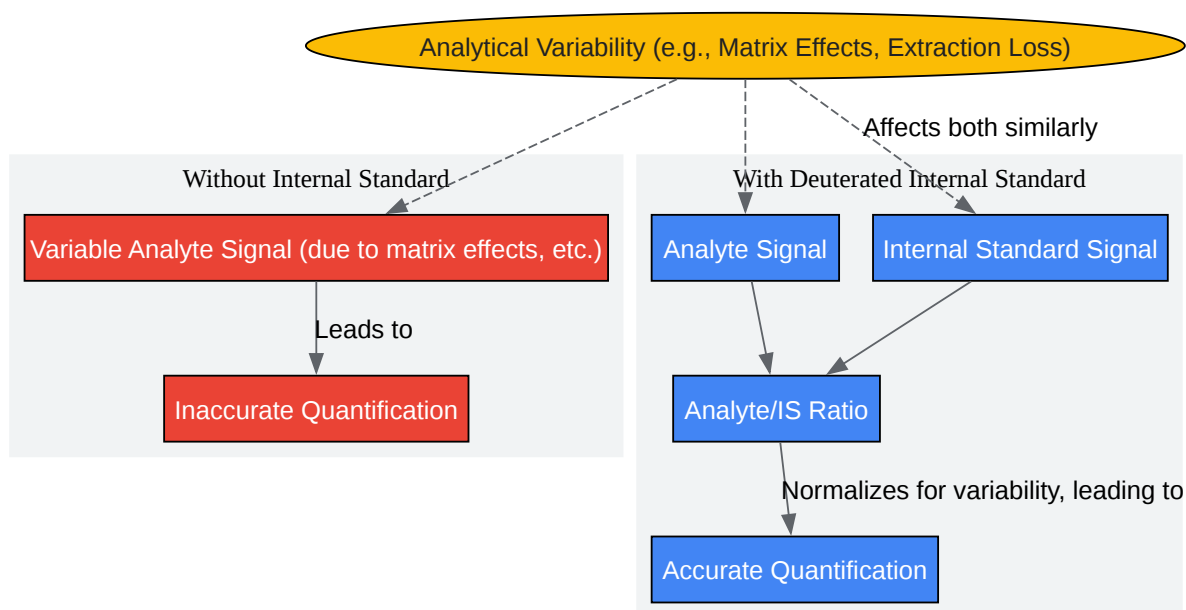 Analytical Variability (e.g., Matrix Effects, Extraction Loss)
Affects both similarly
Without Internal Standard
Variable Analyte Signal (due to matrix effects, etc.)
Leads to
Inaccurate Quantification
With Deuterated Internal Standard
Analyte Signal
Internal Standard Signal
Analyte/IS Ratio
Normalizes for variability, leading to
Accurate Quantification